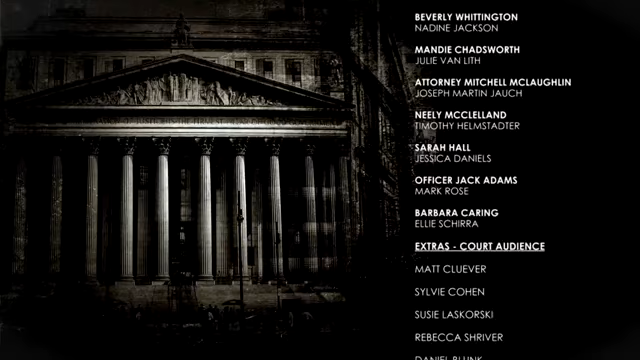 BEVERLY WHITTINGTON
NADINE JACKSON
MANDIE CHADSWORTH
JULIE VAN LITH
ATTORNEY MITCHELL MCLAUGHLIN
JOSEPH MARTIN JAUCH
NEELY MCCLELLAND
TIMOTHY HELMSTADTER
SARAH HALL
JESSICA DANIELS
OFFICER JACK ADAMS
MARK ROSE
BARBARA CARING
ELLIE SCHIRRA
EXTRAS - COURT AUDIENCE
MATT CLUEVER
SYLVIE COHEN
SUSIE LASKORSKI
REBECCA SHRIVER
DANIEL BLUNK